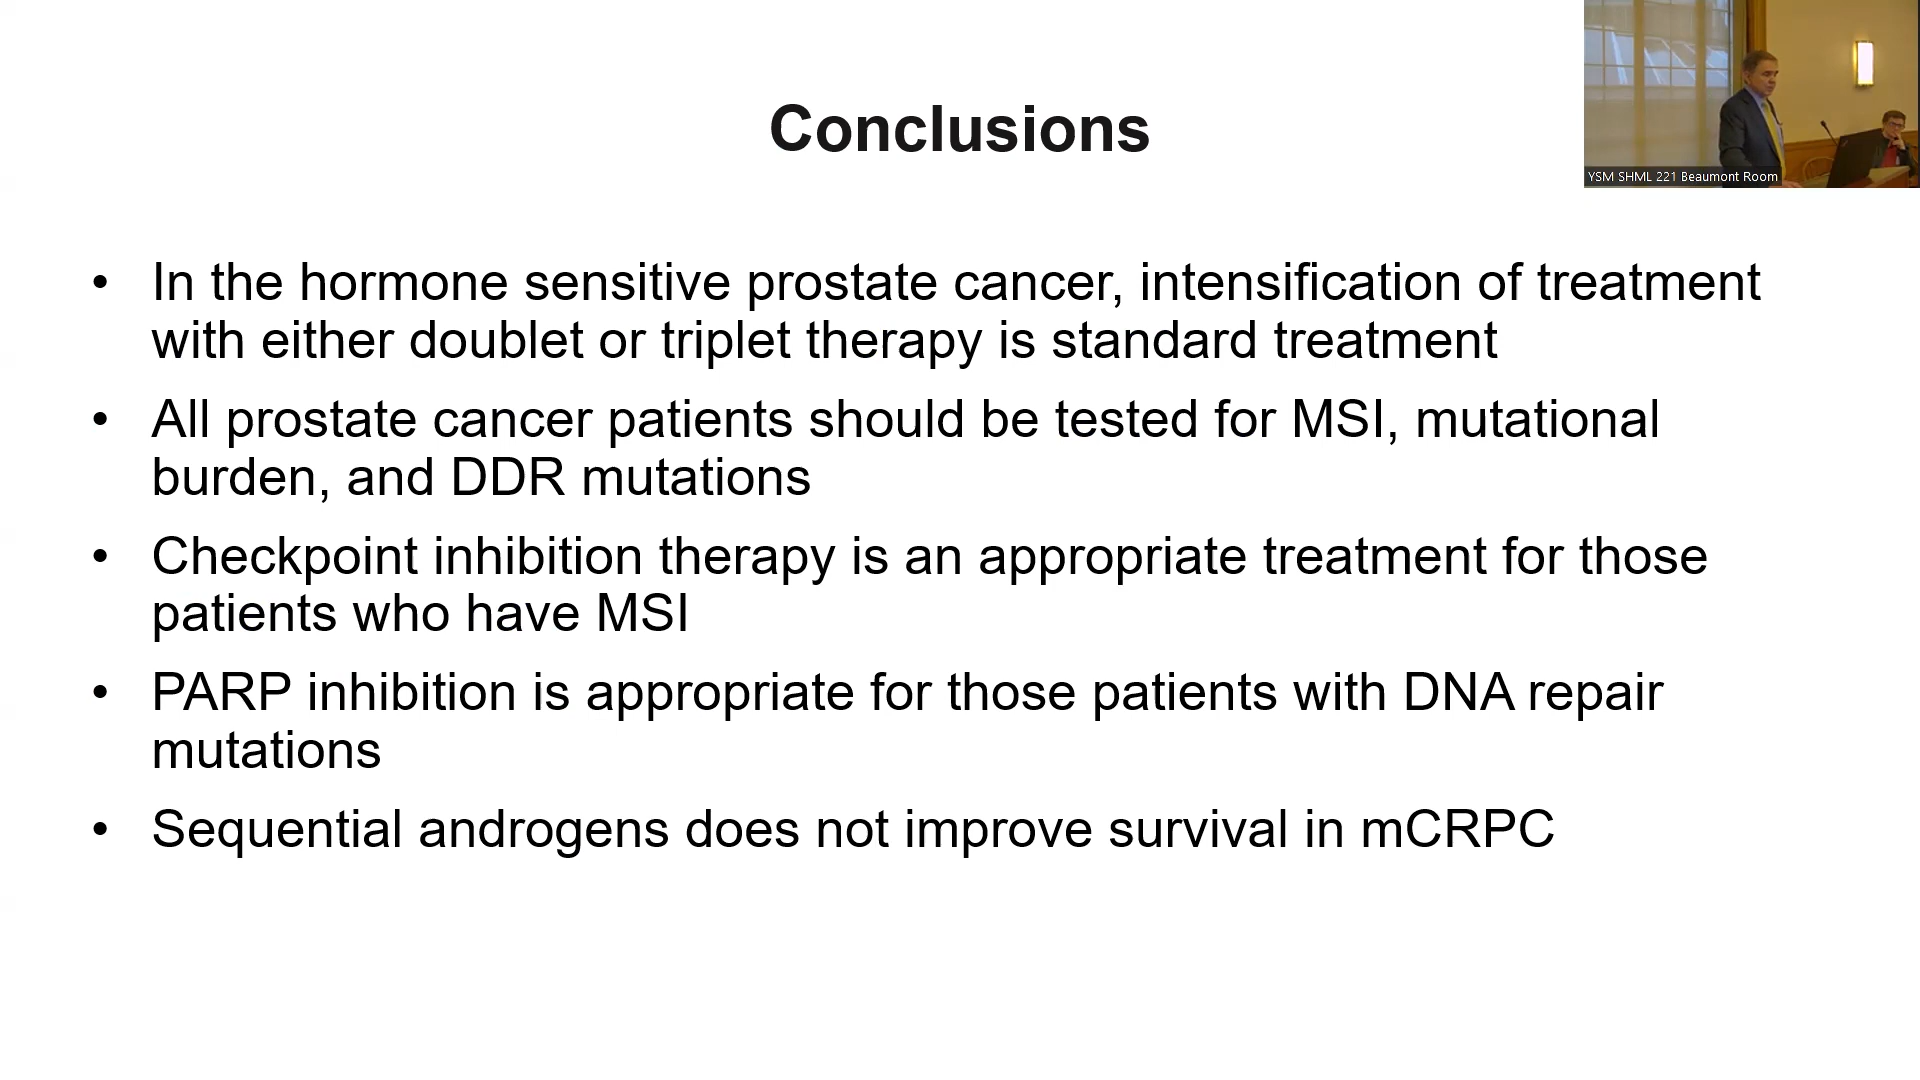 Conclusions
YSM SHML 221 Beaumont Room
• In the hormone sensitive prostate cancer, intensification of treatment
with either doublet or triplet therapy is standard treatment
• All prostate cancer patients should be tested for MSI, mutational
burden, and DDR mutations
• Checkpoint inhibition therapy is an appropriate treatment for those
patients who have MSI
• PARP inhibition is appropriate for those patients with DNA repair
mutations
• Sequential androgens does not improve survival in mCRPC